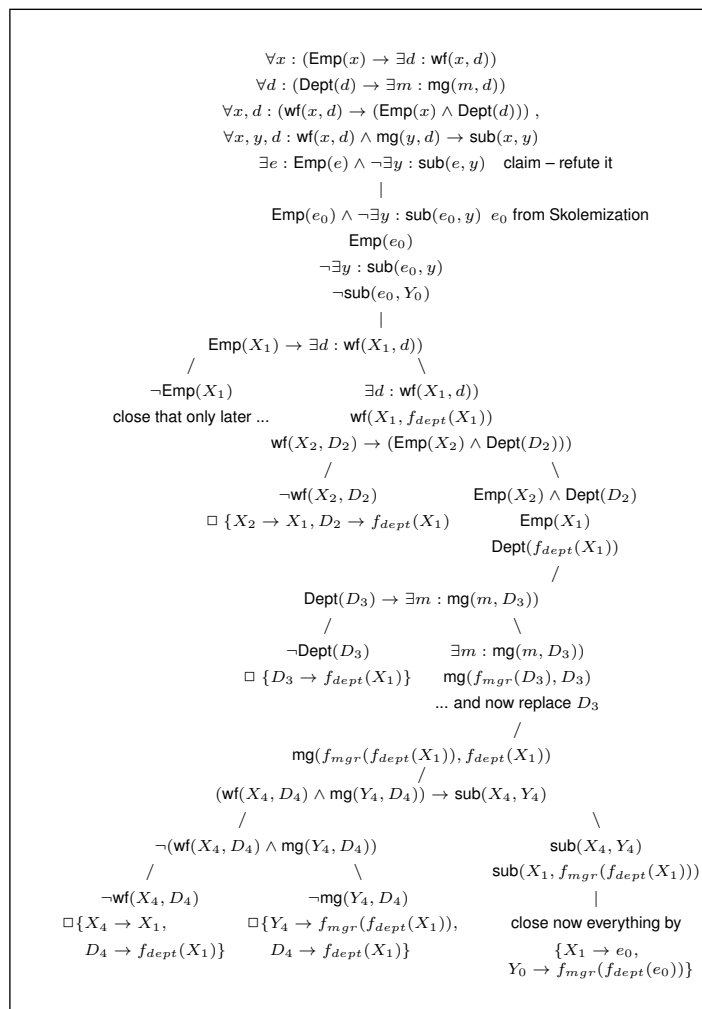 ∀x : (Emp(x) → ∃d : wf(x, d))
∀d : (Dept(d) → ∃m : mg(m, d))
∀x, d : (wf(x, d) → (Emp(x) ∧ Dept(d))) ,
∀x, y, d : wf(x, d) ∧ mg(y, d) → sub(x, y)
∃e : Emp(e) ∧ ¬∃y : sub(e, y) claim – refute it
|
Emp(e₀) ∧ ¬∃y : sub(e₀, y) e₀ from Skolemization
Emp(e₀)
¬∃y : sub(e₀, y)
¬sub(e₀, Y₀)
|
Emp(X₁) → ∃d : wf(X₁, d))
/ \
¬Emp(X₁) ∃d : wf(X₁, d))
close that only later ... wf(X₁, f_dept(X₁))
wf(X₂, D₂) → (Emp(X₂) ∧ Dept(D₂)))
/ \
¬wf(X₂, D₂) Emp(X₂) ∧ Dept(D₂)
□ {X₂ → X₁, D₂ → f_dept(X₁) Emp(X₁)
Dept(f_dept(X₁))
/
Dept(D₃) → ∃m : mg(m, D₃))
/ \
¬Dept(D₃) ∃m : mg(m, D₃))
□ {D₃ → f_dept(X₁)} mg(f_mgr(D₃), D₃)
... and now replace D₃
/
mg(f_mgr(f_dept(X₁)), f_dept(X₁))
/
(wf(X₄, D₄) ∧ mg(Y₄, D₄)) → sub(X₄, Y₄)
/ \
¬(wf(X₄, D₄) ∧ mg(Y₄, D₄)) sub(X₄, Y₄)
/ \ sub(X₁, f_mgr(f_dept(X₁)))
¬wf(X₄, D₄) ¬mg(Y₄, D₄) |
□{X₄ → X₁, □{Y₄ → f_mgr(f_dept(X₁)), close now everything by
D₄ → f_dept(X₁)} D₄ → f_dept(X₁)} {X₁ → e₀,
Y₀ → f_mgr(f_dept(e₀))}